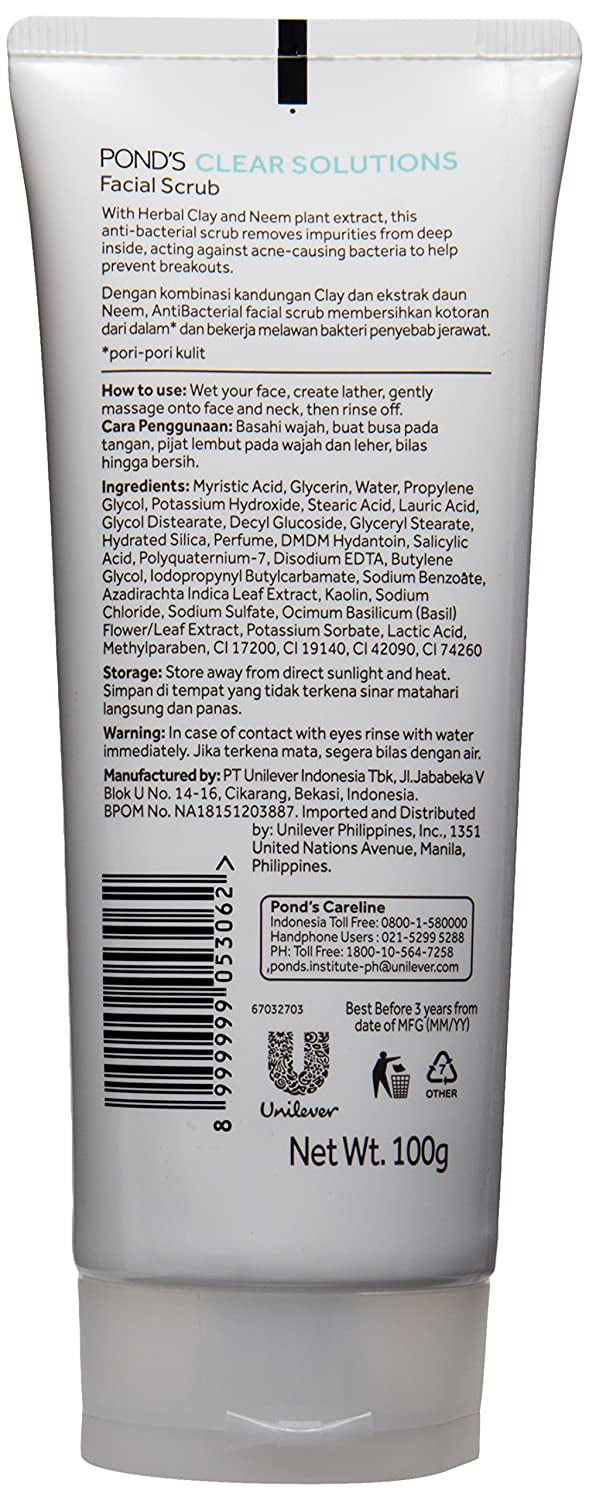 POND'S CLEAR SOLUTIONS
Facial Scrub
With Herbal Clay and Neem plant extract, this
anti-bacterial scrub removes impurities from deep
inside, acting against acne-causing bacteria to help
prevent breakouts.
Dengan kombinasi kandungan Clay dan ekstrak daun
Neem, AntiBacterial facial scrub membersihkan kotoran
dari dalam* dan bekerja melawan bakteri penyebab jerawat.
*pori-pori kulit
How to use: Wet your face, create lather, gently
massage onto face and neck, then rinse off.
Cara Penggunaan: Basahi wajah, buat busa pada
tangan, pijat lembut pada wajah dan leher, bilas
hingga bersih.
Ingredients: Myristic Acid, Glycerin, Water, Propylene
Glycol, Potassium Hydroxide, Stearic Acid, Lauric Acid,
Glycol Distearate, Decyl Glucoside, Glyceryl Stearate,
Hydrated Silica, Perfume, DMDM Hydantoin, Salicylic
Acid, Polyquaternium-7, Disodium EDTA, Butylene
Glycol, Iodopropynyl Butylcarbamate, Sodium Benzoate,
Azadirachta Indica Leaf Extract, Kaolin, Sodium
Chloride, Sodium Sulfate, Ocimum Basilicum (Basil)
Flower/Leaf Extract, Potassium Sorbate, Lactic Acid,
Methylparaben, CI 17200, CI 19140, CI 42090, CI 74260
Storage: Store away from direct sunlight and heat.
Simpan di tempat yang tidak terkena sinar matahari
langsung dan panas.
Warning: In case of contact with eyes rinse with water
immediately. Jika terkena mata, segera bilas dengan air.
Manufactured by: PT Unilever Indonesia Tbk, Jl.Jababeka V
Blok U No. 14-16, Cikarang, Bekasi, Indonesia.
BPOM No. NA18151203887. Imported and Distributed
by: Unilever Philippines, Inc., 1351
United Nations Avenue, Manila,
Philippines.
8 999999 053062 >
Pond's Careline
Indonesia Toll Free: 0800-1-580000
Handphone Users : 021-5299 5288
PH: Toll Free: 1800-10-564-7258
,ponds.institute-ph@unilever.com
67032703
Best Before 3 years from
date of MFG (MM/YY)
Unilever
7
OTHER
Net Wt. 100g